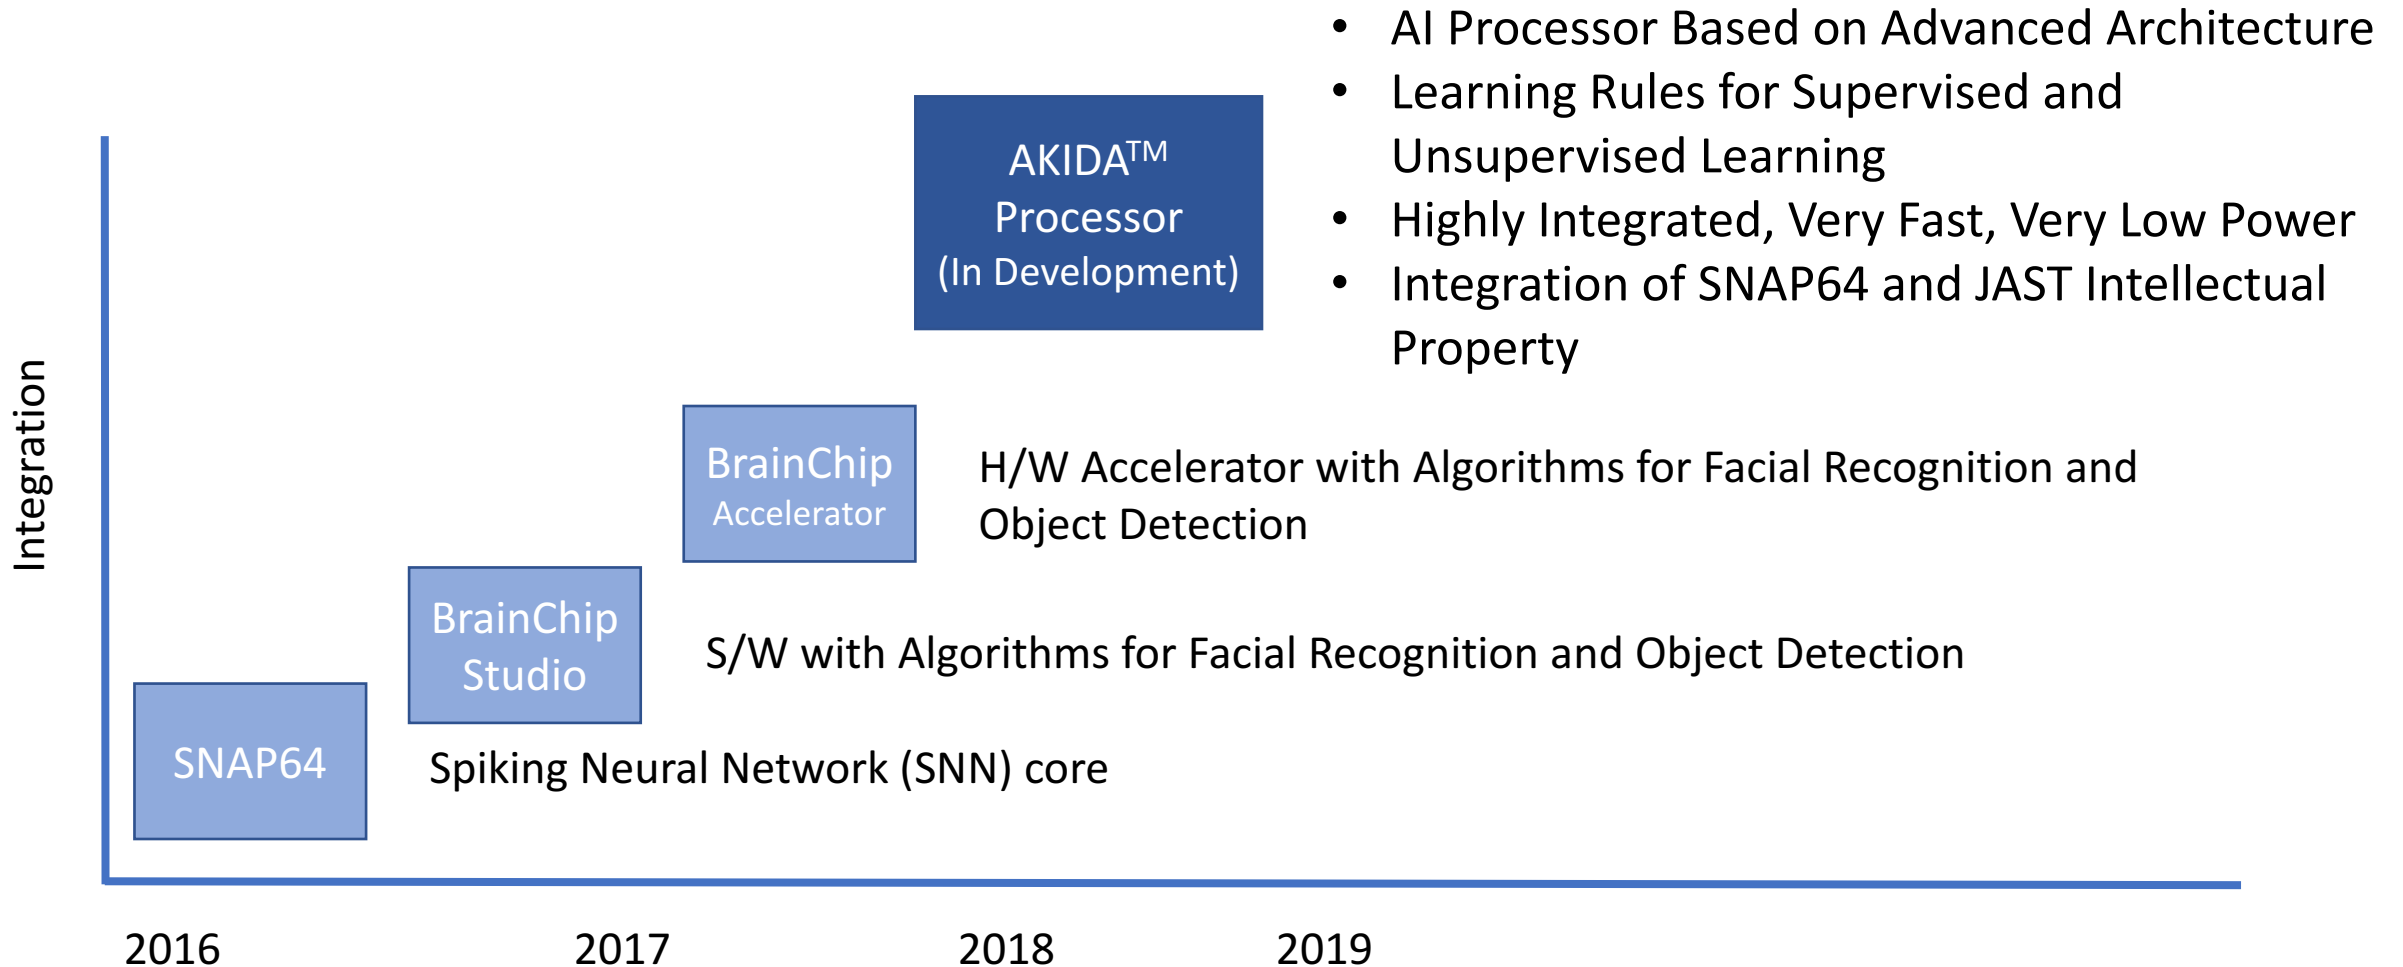 • AI Processor Based on Advanced Architecture
• Learning Rules for Supervised and
Unsupervised Learning
• Highly Integrated, Very Fast, Very Low Power
• Integration of SNAP64 and JAST Intellectual
Property
AKIDA™
Processor
(In Development)
Integration
BrainChip
Accelerator
H/W Accelerator with Algorithms for Facial Recognition and
Object Detection
BrainChip
Studio
S/W with Algorithms for Facial Recognition and Object Detection
SNAP64
Spiking Neural Network (SNN) core
2016 2017 2018 2019